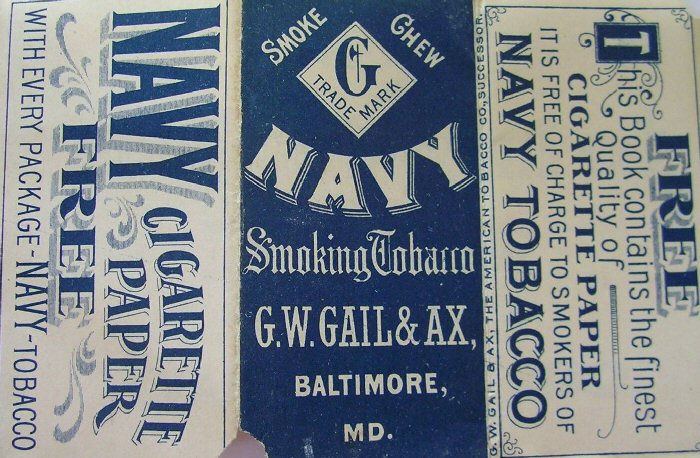 NAVY
CIGARETTE
PAPER
FREE
WITH EVERY PACKAGE-NAVY-TOBACCO
SMOKE CHEW
G
TRADE MARK
NAVY
Smoking Tobacco
G.W. GAIL & AX,
BALTIMORE,
MD.
FREE
This Book contains the finest
Quality of
CIGARETTE PAPER
IT IS FREE OF CHARGE TO SMOKERS OF
NAVY TOBACCO
G. W. GAIL & AX, THE AMERICAN TOBACCO CO., SUCCESSOR.